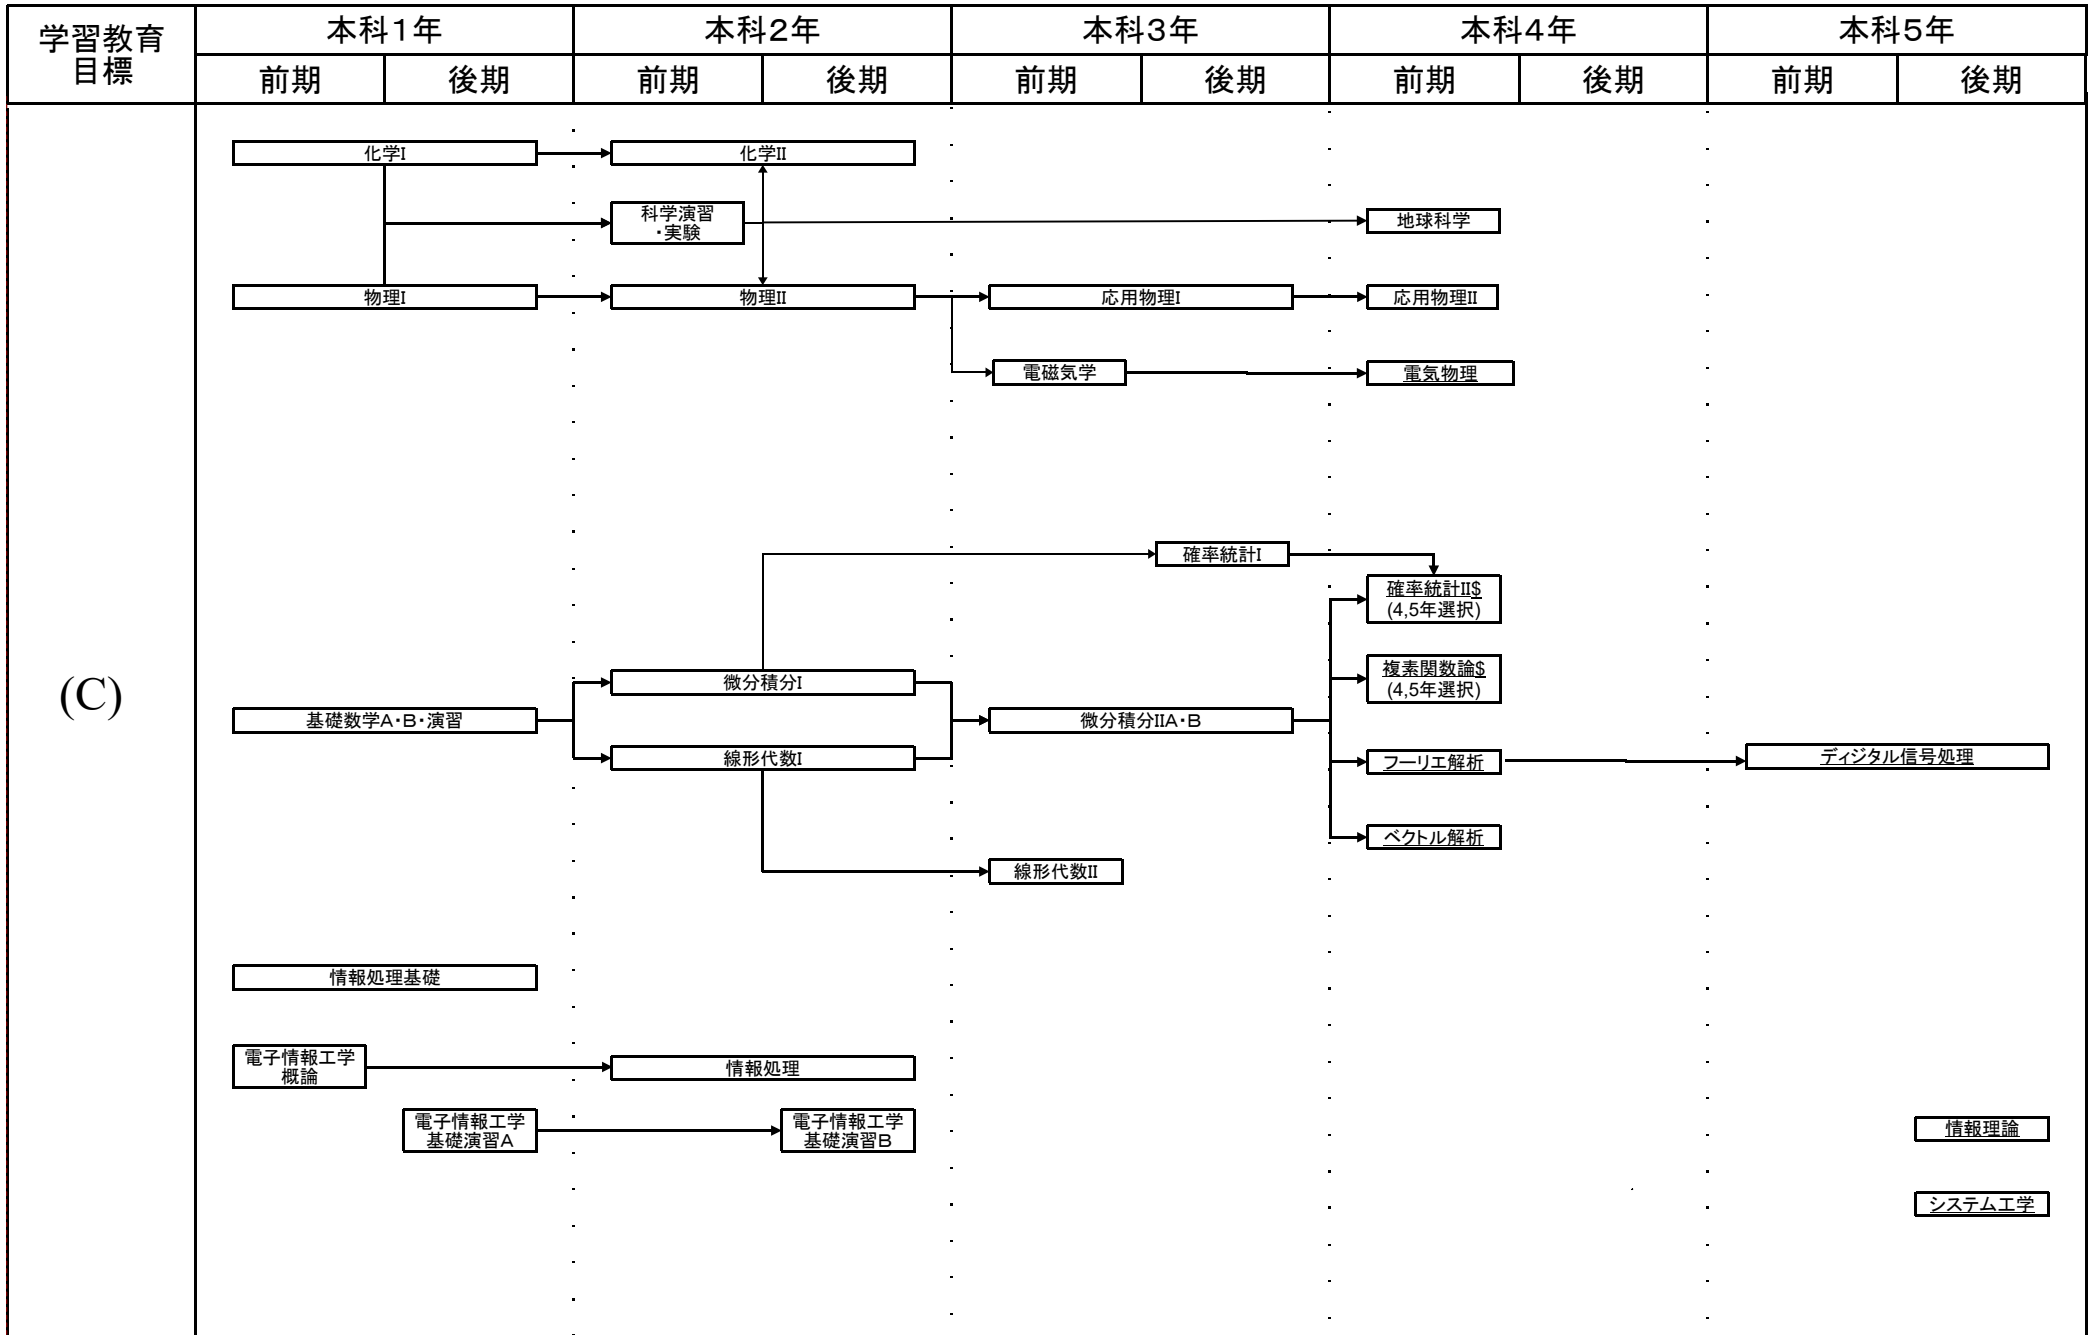 学習教育
目標
本科1年
本科2年
本科3年
本科4年
本科5年
前期
後期
前期
後期
前期
後期
前期
後期
前期
後期
(C)
化学I
化学II
科学演習
・実験
地球科学
物理I
物理II
応用物理I
応用物理II
電磁気学
電気物理
確率統計I
確率統計II$
(4,5年選択)
複素関数論$
(4,5年選択)
微分積分I
基礎数学A・B・演習
微分積分IIA・B
線形代数I
フーリエ解析
ディジタル信号処理
ベクトル解析
線形代数II
情報処理基礎
電子情報工学
概論
情報処理
電子情報工学
基礎演習A
電子情報工学
基礎演習B
情報理論
システム工学